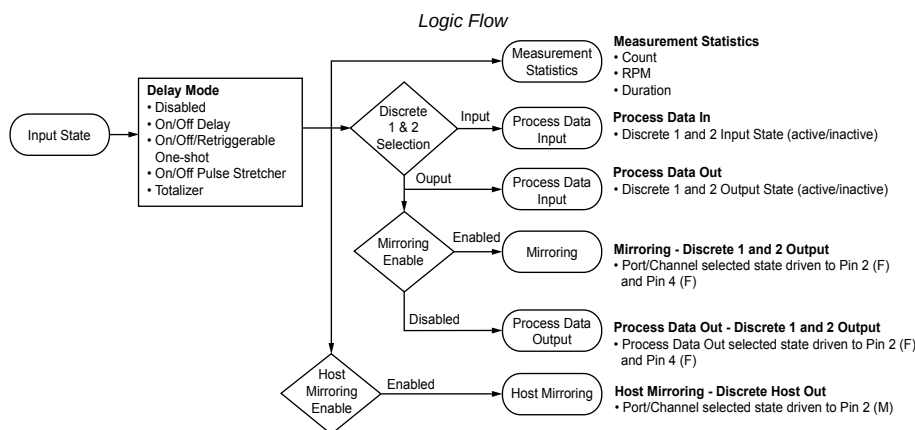 Logic Flow
Input State
Delay Mode
• Disabled
• On/Off Delay
• On/Off/Retriggerable
One-shot
• On/Off Pulse Stretcher
• Totalizer
Discrete
1 & 2
Selection
Input
Ouput
Mirroring
Enable
Enabled
Disabled
Host
Mirroring
Enable
Enabled
Measurement
Statistics
Process Data
Input
Process Data
Input
Mirroring
Process Data
Output
Host Mirroring
Measurement Statistics
• Count
• RPM
• Duration
Process Data In
• Discrete 1 and 2 Input State (active/inactive)
Process Data Out
• Discrete 1 and 2 Output State (active/inactive)
Mirroring - Discrete 1 and 2 Output
• Port/Channel selected state driven to Pin 2 (F)
and Pin 4 (F)
Process Data Out - Discrete 1 and 2 Output
• Process Data Out selected state driven to Pin 2 (F)
and Pin 4 (F)
Host Mirroring - Discrete Host Out
• Port/Channel selected state driven to Pin 2 (M)